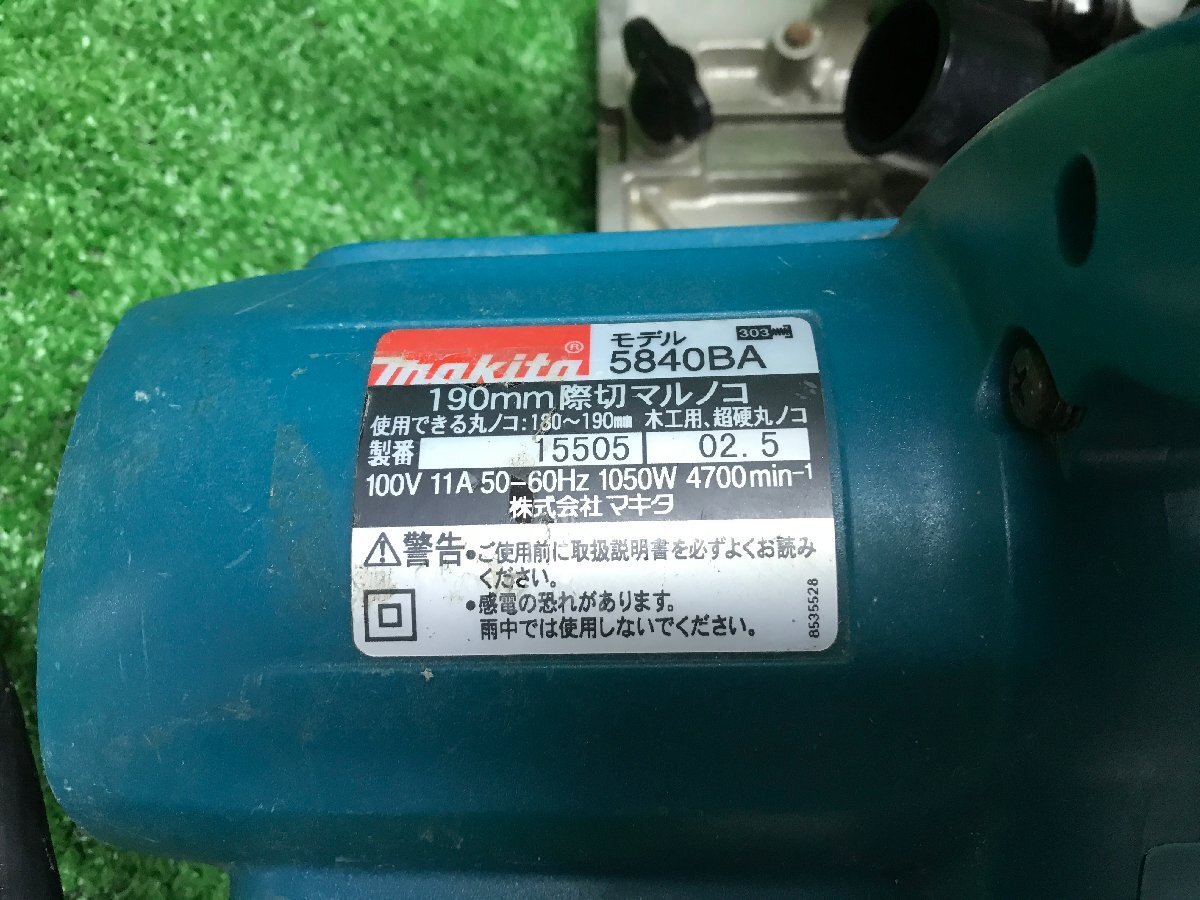 makita®
モデル 303
5840BA
190mm際切マルノコ
使用できる丸ノコ:180〜190mm 木工用、超硬丸ノコ
製番 15505 02.5
100V 11A 50-60Hz 1050W 4700min-1
株式会社マキタ
⚠警告 •ご使用前に取扱説明書を必ずよくお読み
ください。
•感電の恐れがあります。
雨中では使用しないでください。
8535528